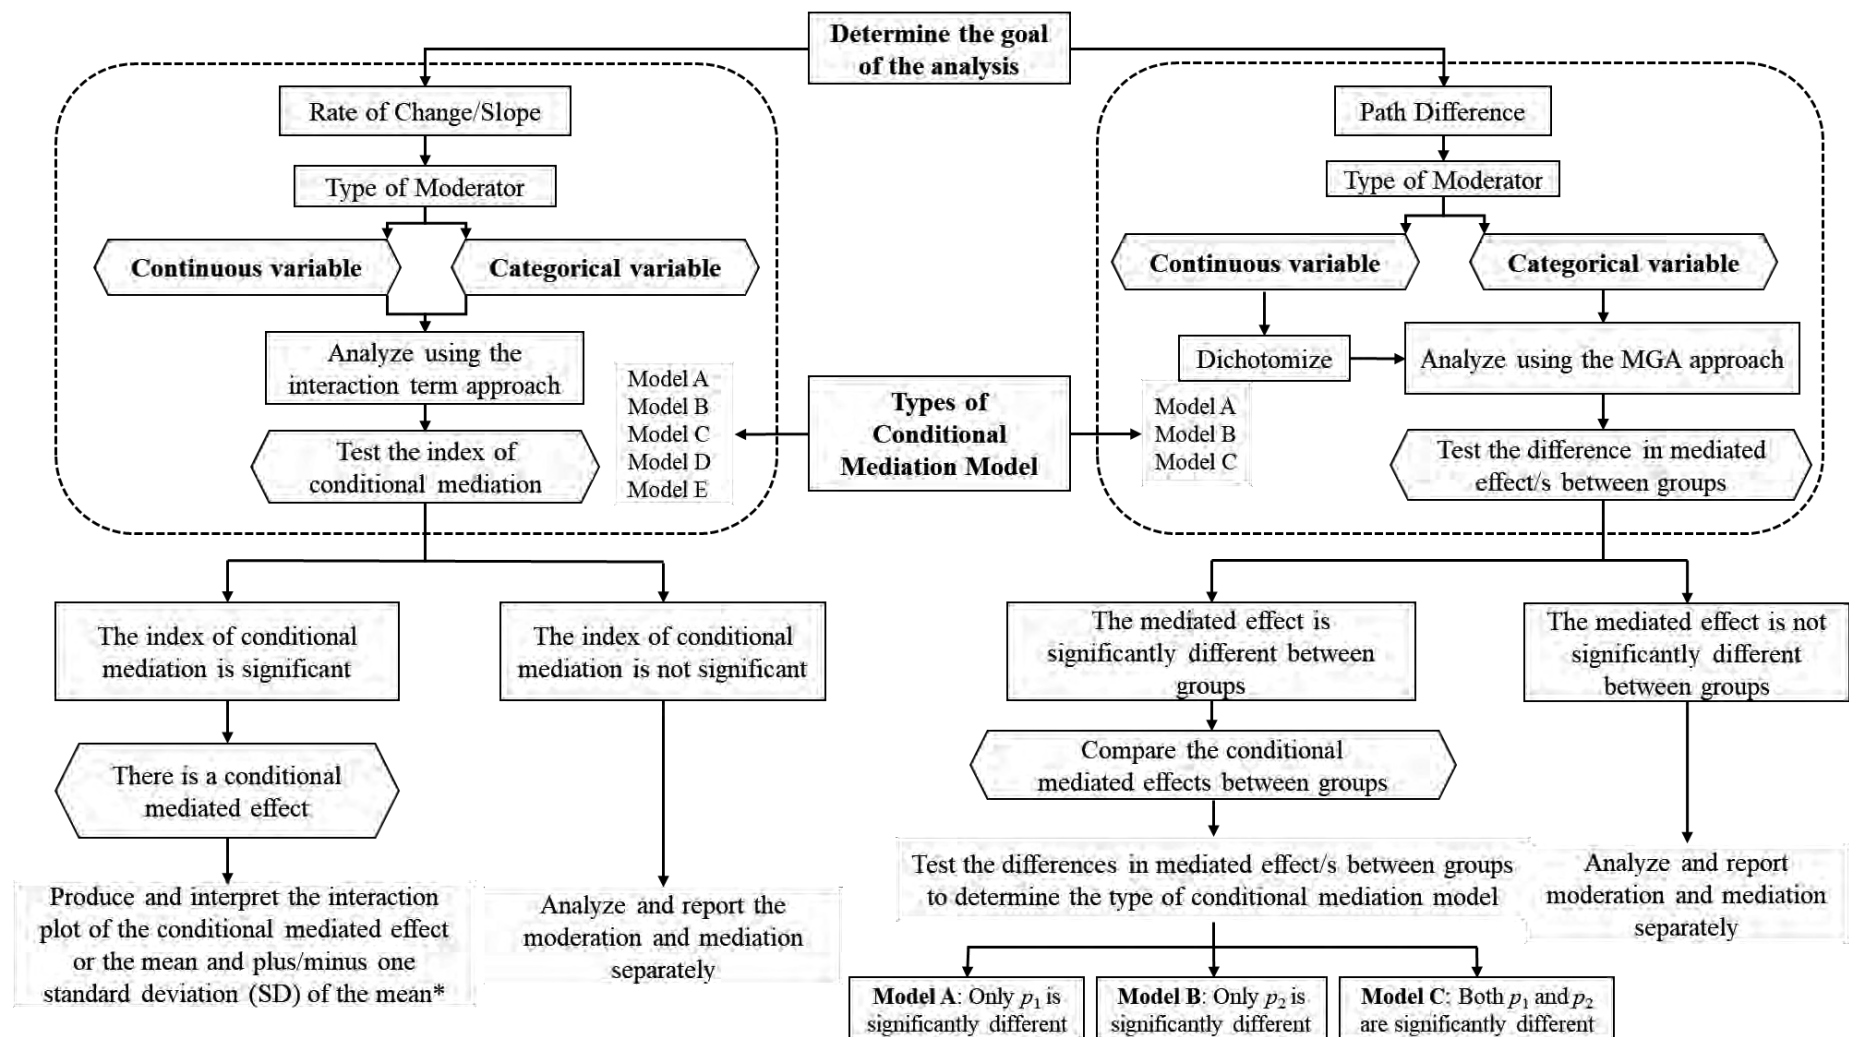 Determine the goal
of the analysis
Rate of Change/Slope
Type of Moderator
Continuous variable
Categorical variable
Analyze using the
interaction term approach
Test the index of
conditional mediation
Model A
Model B
Model C
Model D
Model E
Types of
Conditional
Mediation Model
Path Difference
Type of Moderator
Continuous variable
Categorical variable
Dichotomize
Analyze using the MGA approach
Model A
Model B
Model C
Test the difference in mediated
effect/s between groups
The index of conditional
mediation is significant
The index of conditional
mediation is not significant
There is a conditional
mediated effect
Produce and interpret the interaction
plot of the conditional mediated effect
or the mean and plus/minus one
standard deviation (SD) of the mean*
Analyze and report the
moderation and mediation
separately
The mediated effect is
significantly different between
groups
The mediated effect is not
significantly different
between groups
Compare the conditional
mediated effects between groups
Test the differences in mediated effect/s between groups
to determine the type of conditional mediation model
Analyze and report
moderation and mediation
separately
Model A: Only p₁ is
significantly different
Model B: Only p₂ is
significantly different
Model C: Both p₁ and p₂
are significantly different